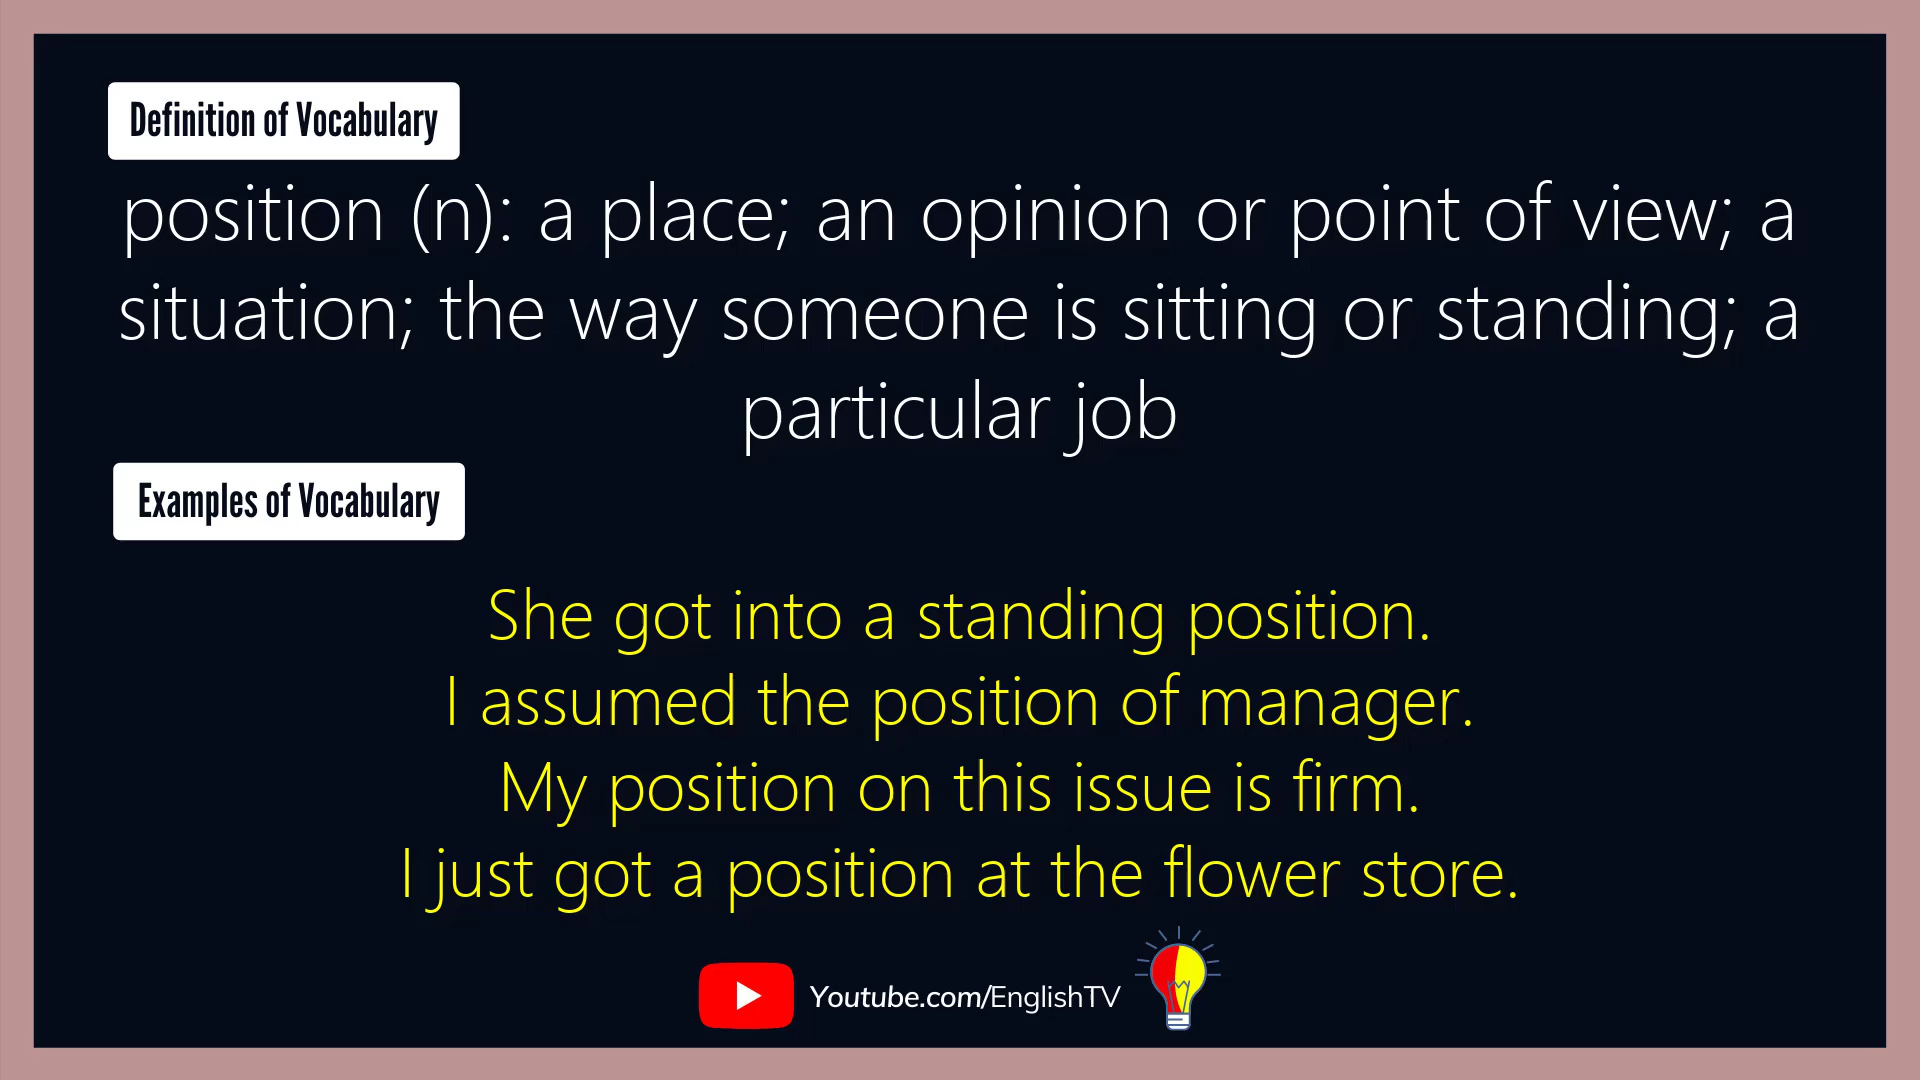 Definition of Vocabulary
position (n): a place; an opinion or point of view; a
situation; the way someone is sitting or standing; a
particular job
Examples of Vocabulary
She got into a standing position.
I assumed the position of manager.
My position on this issue is firm.
I just got a position at the flower store.
Youtube.com/EnglishTV